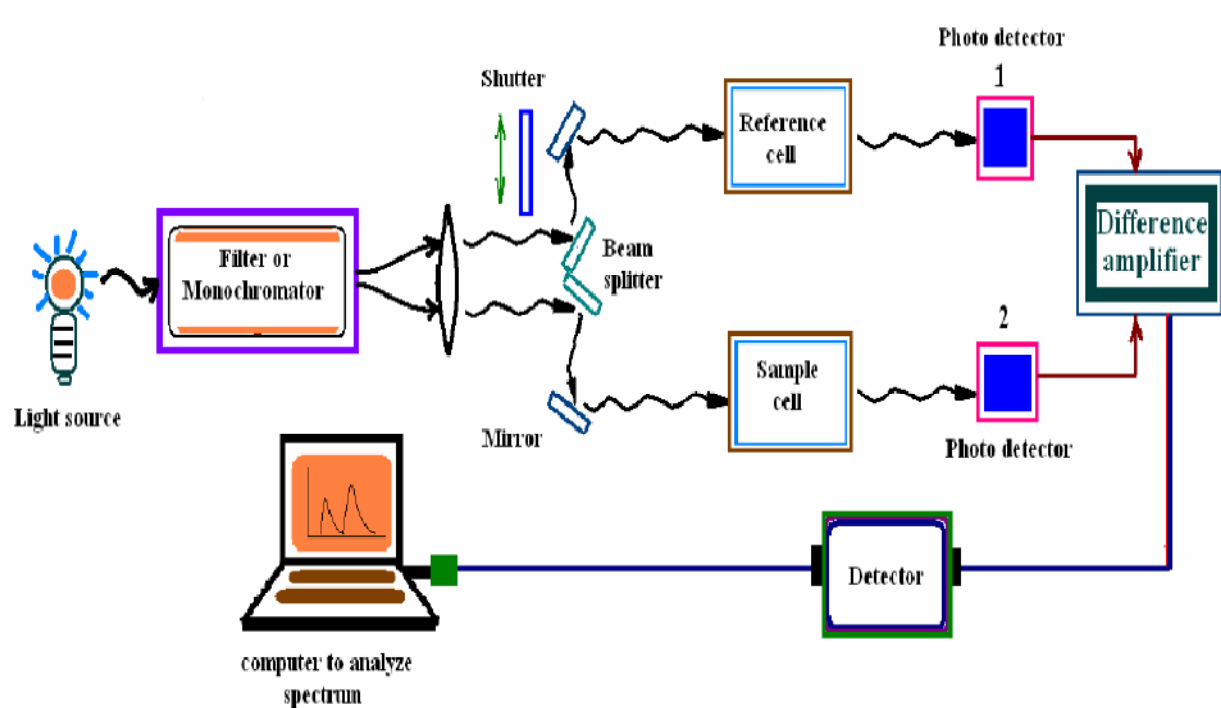 Photo detector
1
Shutter
Reference
cell
Filter or
Monochromator
Beam
splitter
Difference
amplifier
2
Sample
cell
Light source
Mirror
Photo detector
Detector
computer to analyze
spectrum